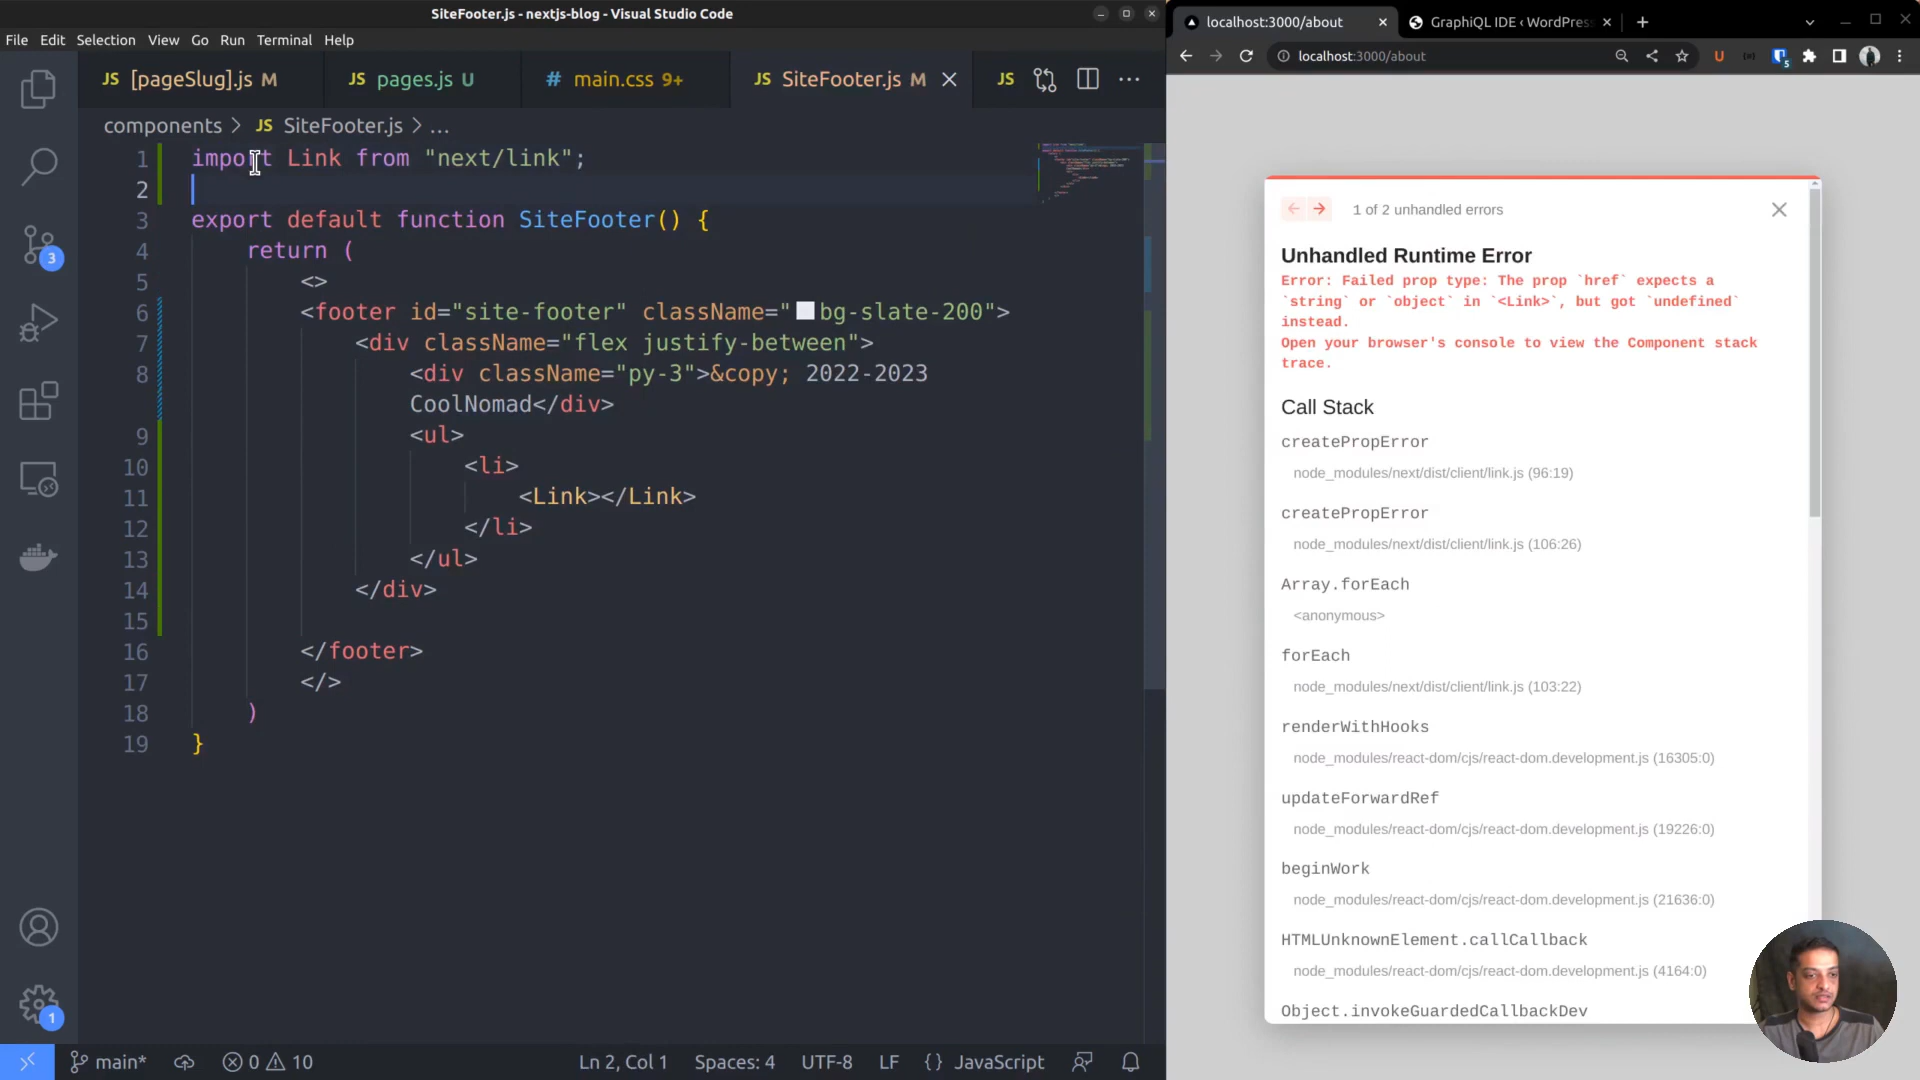 SiteFooter.js - nextjs-blog - Visual Studio Code
File Edit Selection View Go Run Terminal Help
JS [pageSlug].js M
JS pages.js U
# main.css 9+
JS SiteFooter.js M
JS
components > JS SiteFooter.js > ...
1 import Link from "next/link";
2
3 export default function SiteFooter() {
4 return (
5 <>
6 <footer id="site-footer" className="bg-slate-200">
7 <div className="flex justify-between">
8 <div className="py-3">&copy; 2022-2023
CoolNomad</div>
9 <ul>
10 <li>
11 <Link></Link>
12 </li>
13 </ul>
14 </div>
15
16 </footer>
17 </>
18 )
19 }
3
1
main*
0 10
Ln 2, Col 1
Spaces: 4
UTF-8
LF
{} JavaScript
localhost:3000/about
GraphiQL IDE ‹ WordPres
localhost:3000/about
U
5
1 of 2 unhandled errors
Unhandled Runtime Error
Error: Failed prop type: The prop `href` expects a
`string` or `object` in `<Link>`, but got `undefined`
instead.
Open your browser's console to view the Component stack
trace.
Call Stack
createPropError
node_modules/next/dist/client/link.js (96:19)
createPropError
node_modules/next/dist/client/link.js (106:26)
Array.forEach
<anonymous>
forEach
node_modules/next/dist/client/link.js (103:22)
renderWithHooks
node_modules/react-dom/cjs/react-dom.development.js (16305:0)
updateForwardRef
node_modules/react-dom/cjs/react-dom.development.js (19226:0)
beginWork
node_modules/react-dom/cjs/react-dom.development.js (21636:0)
HTMLUnknownElement.callCallback
node_modules/react-dom/cjs/react-dom.development.js (4164:0)
Object.invokeGuardedCallbackDev